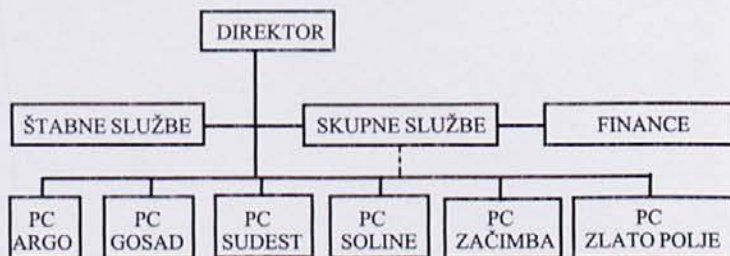 DIREKTOR
ŠTABNE SLUŽBE
SKUPNE SLUŽBE
FINANCE
PC
ARGO
PC
GOSAD
PC
SUDEST
PC
SOLINE
PC
ZAČIMBA
PC
ZLATO POLJE